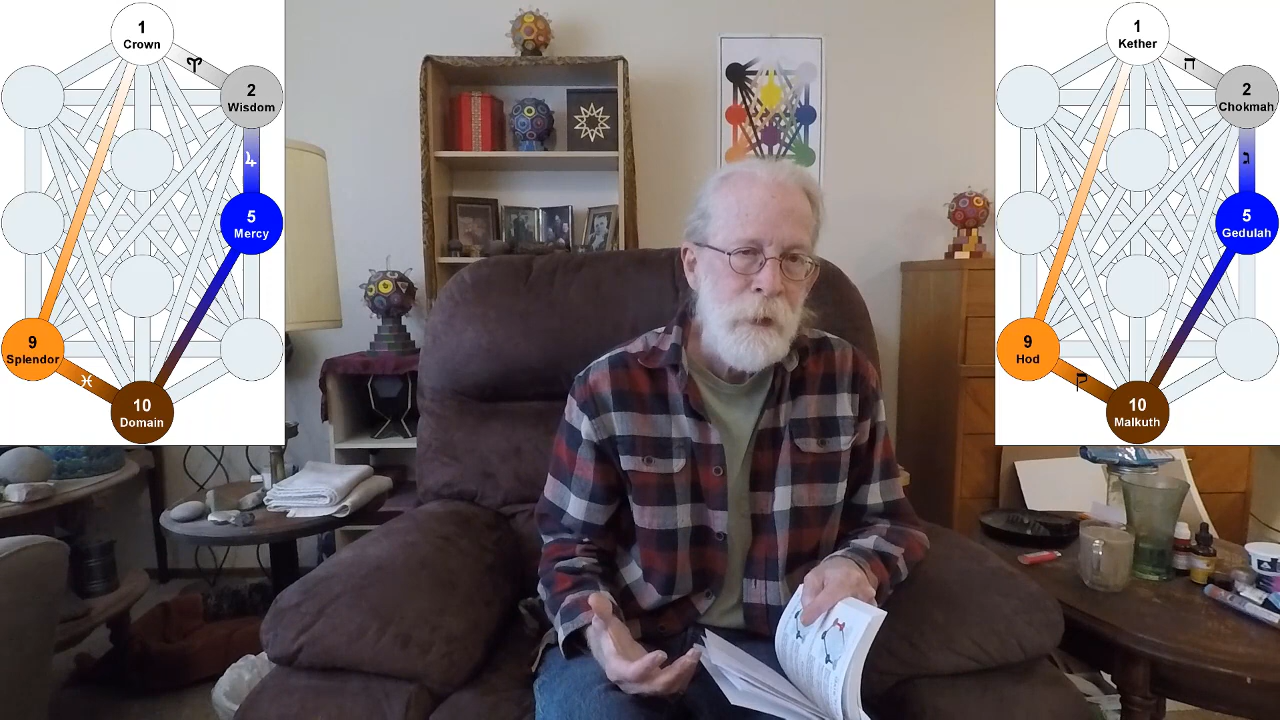 1
Crown
♈
2
Wisdom
♃
5
Mercy
9
Splendor
♓
10
Domain
1
Kether
ה
2
Chokmah
ג
5
Gedulah
9
Hod
ק
10
Malkuth